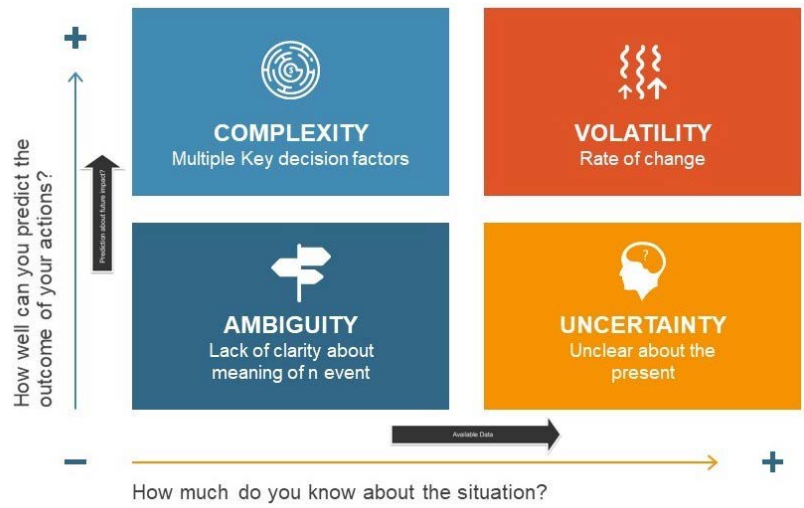 How well can you predict the
outcome of your actions?
Prediction about future impact?
COMPLEXITY
Multiple Key decision factors
VOLATILITY
Rate of change
AMBIGUITY
Lack of clarity about
meaning of n event
?
UNCERTAINTY
Unclear about the
present
Available Data
How much do you know about the situation?